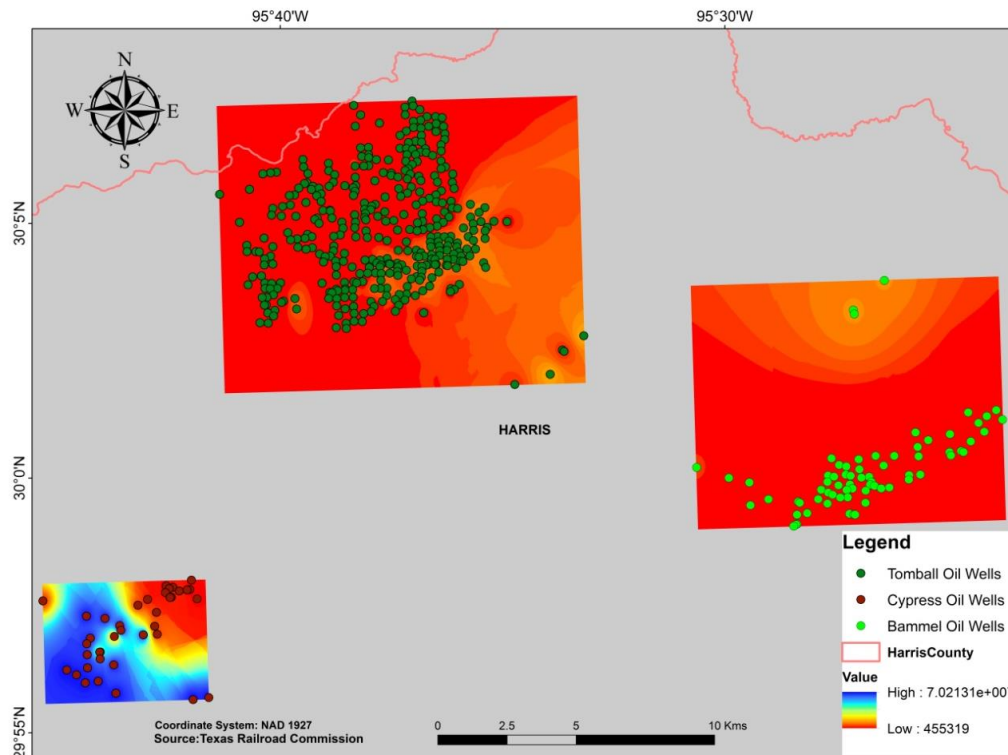 95°40'W
95°30'W
N
W
E
S
30°5'N
HARRIS
30°0'N
29°55'N
Legend
Tomball Oil Wells
Cypress Oil Wells
Bammel Oil Wells
HarrisCounty
Value
High : 7.02131e+007
Low : 455319
Coordinate System: NAD 1927
Source:Texas Railroad Commission
0
2.5
5
10 Kms